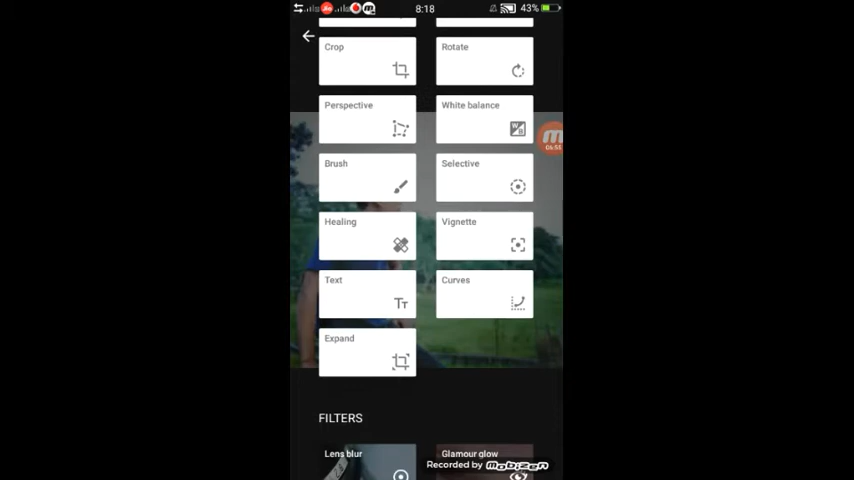 8:18
43%
Crop
Rotate
Perspective
White balance
Brush
Selective
Healing
Vignette
Text
Curves
Expand
FILTERS
Lens blur
Glamour glow
Recorded by mobizen